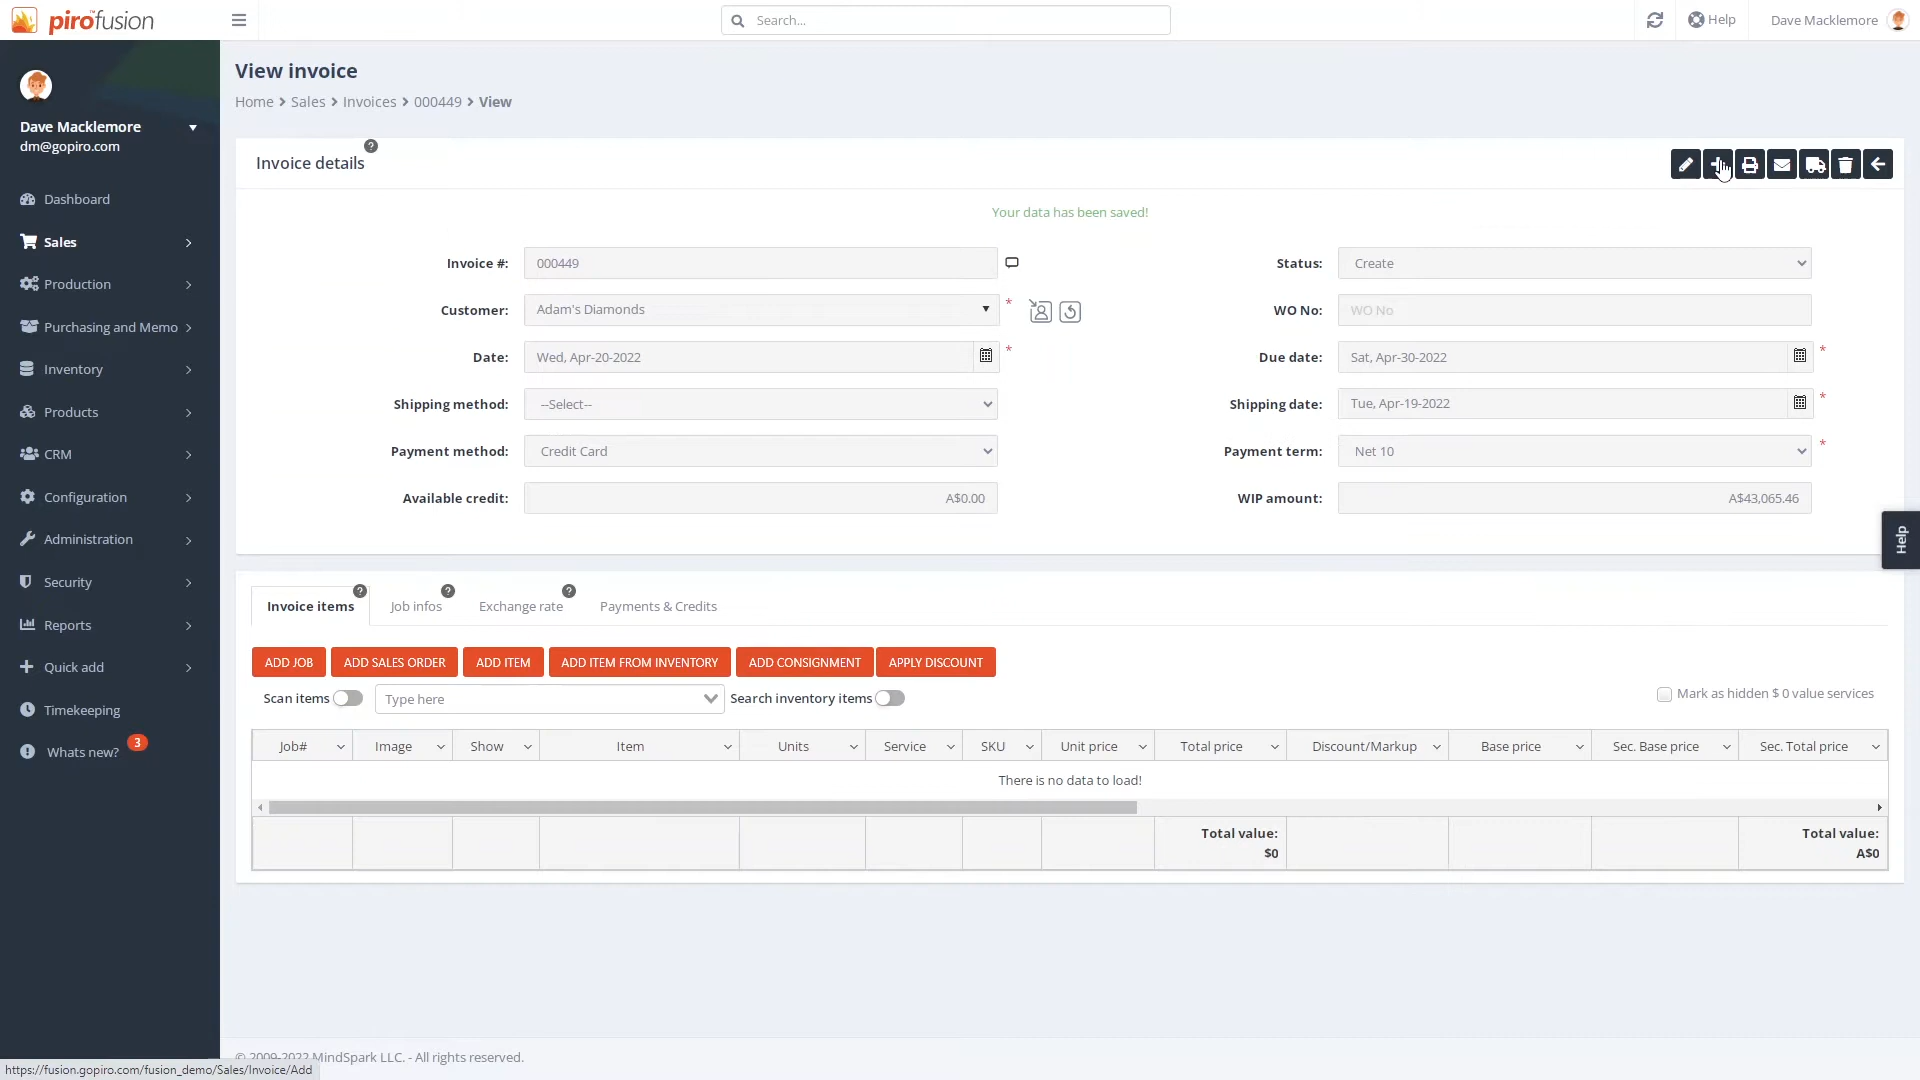 pirofusion
Search...
Help
Dave Macklemore
Dave Macklemore
dm@gopiro.com
Dashboard
Sales
Production
Purchasing and Memo
Inventory
Products
CRM
Configuration
Administration
Security
Reports
Quick add
Timekeeping
Whats new? 3
View invoice
Home > Sales > Invoices > 000449 > View
Invoice details ?
Your data has been saved!
Invoice #: 000449
Status: Create
Customer: Adam's Diamonds *
WO No: WO No
Date: Wed, Apr-20-2022 *
Due date: Sat, Apr-30-2022 *
Shipping method: --Select--
Shipping date: Tue, Apr-19-2022 *
Payment method: Credit Card
Payment term: Net 10 *
Available credit: A$0.00
WIP amount: A$43,065.46
Help
Invoice items ? Job infos ? Exchange rate ? Payments & Credits
ADD JOB ADD SALES ORDER ADD ITEM ADD ITEM FROM INVENTORY ADD CONSIGNMENT APPLY DISCOUNT
Scan items Type here Search inventory items Mark as hidden $ 0 value services
Job# Image Show Item Units Service SKU Unit price Total price Discount/Markup Base price Sec. Base price Sec. Total price
There is no data to load!
Total value: Total value:
$0 A$0
© 2009-2022 MindSpark LLC. - All rights reserved.
https://fusion.gopiro.com/fusion_demo/Sales/Invoice/Add